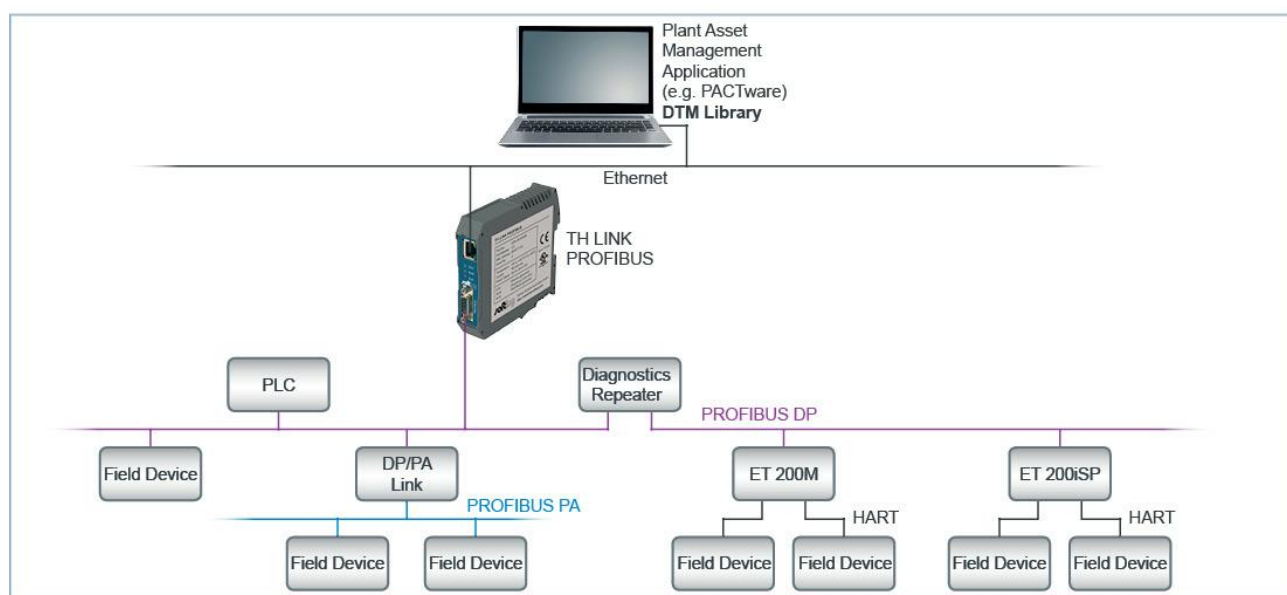 Plant Asset
Management
Application
(e.g. PACTware)
DTM Library
Ethernet
TH LINK
PROFIBUS
PLC
Diagnostics
Repeater
PROFIBUS DP
Field Device
DP/PA
Link
ET 200M
ET 200iSP
PROFIBUS PA
HART
HART
Field Device
Field Device
Field Device
Field Device
Field Device
Field Device